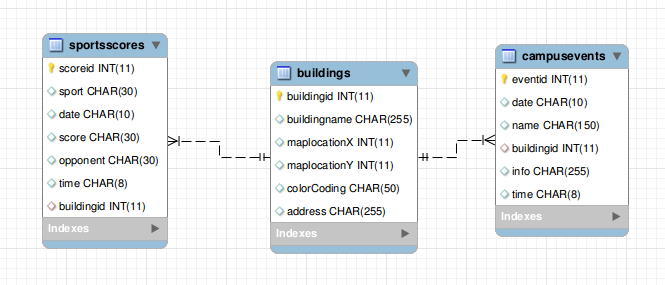 sportsscores
scoreid INT(11)
sport CHAR(30)
date CHAR(10)
score CHAR(30)
opponent CHAR(30)
time CHAR(8)
buildingid INT(11)
Indexes
buildings
buildingid INT(11)
buildingname CHAR(255)
maplocationX INT(11)
maplocationY INT(11)
colorCoding CHAR(50)
address CHAR(255)
Indexes
campusevents
eventid INT(11)
date CHAR(10)
name CHAR(150)
buildingid INT(11)
info CHAR(255)
time CHAR(8)
Indexes